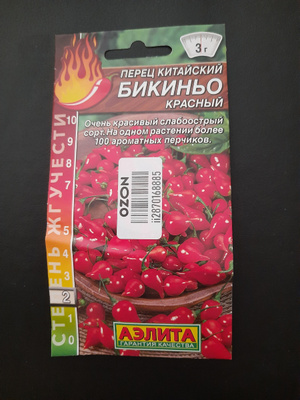 3 г
ПЕРЕЦ КИТАЙСКИЙ
БИКИНЬО
КРАСНЫЙ
Очень красивый слабоострый
сорт. На одном растении более
100 ароматных перчиков.
СТЕПЕНЬ ЖГУЧЕСТИ
10
9
8
7
5
4
3
2
1
0
OZON
ii2870168885
АЭЛИТА
ГАРАНТИЯ КАЧЕСТВА